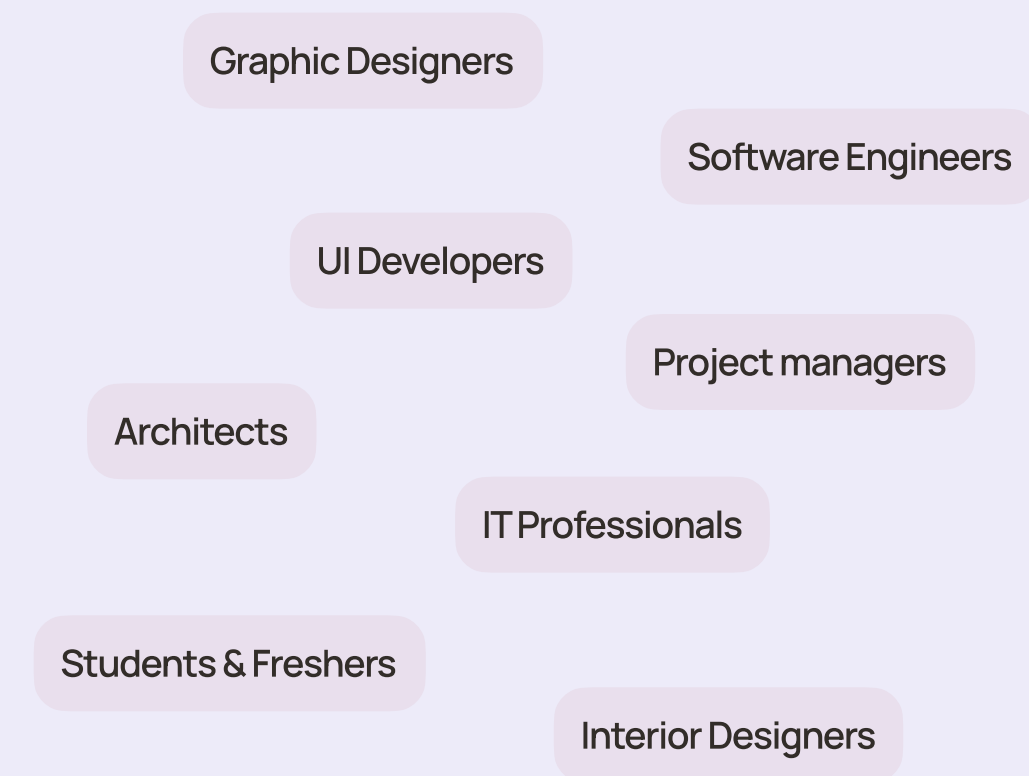 Graphic Designers
Software Engineers
UI Developers
Project managers
Architects
IT Professionals
Students & Freshers
Interior Designers